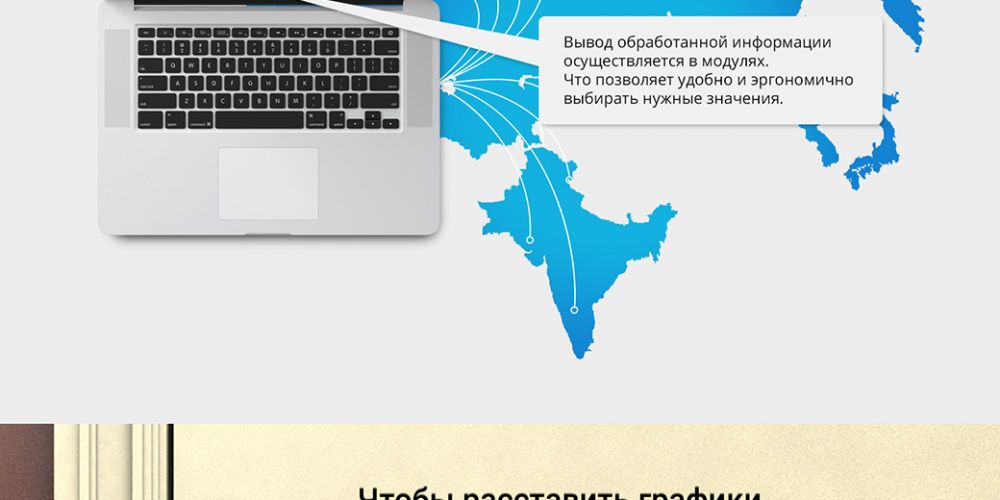 Вывод обработанной информации
осуществляется в модулях.
Что позволяет удобно и эргономично
выбирать нужные значения.
Чтобы расставить графики